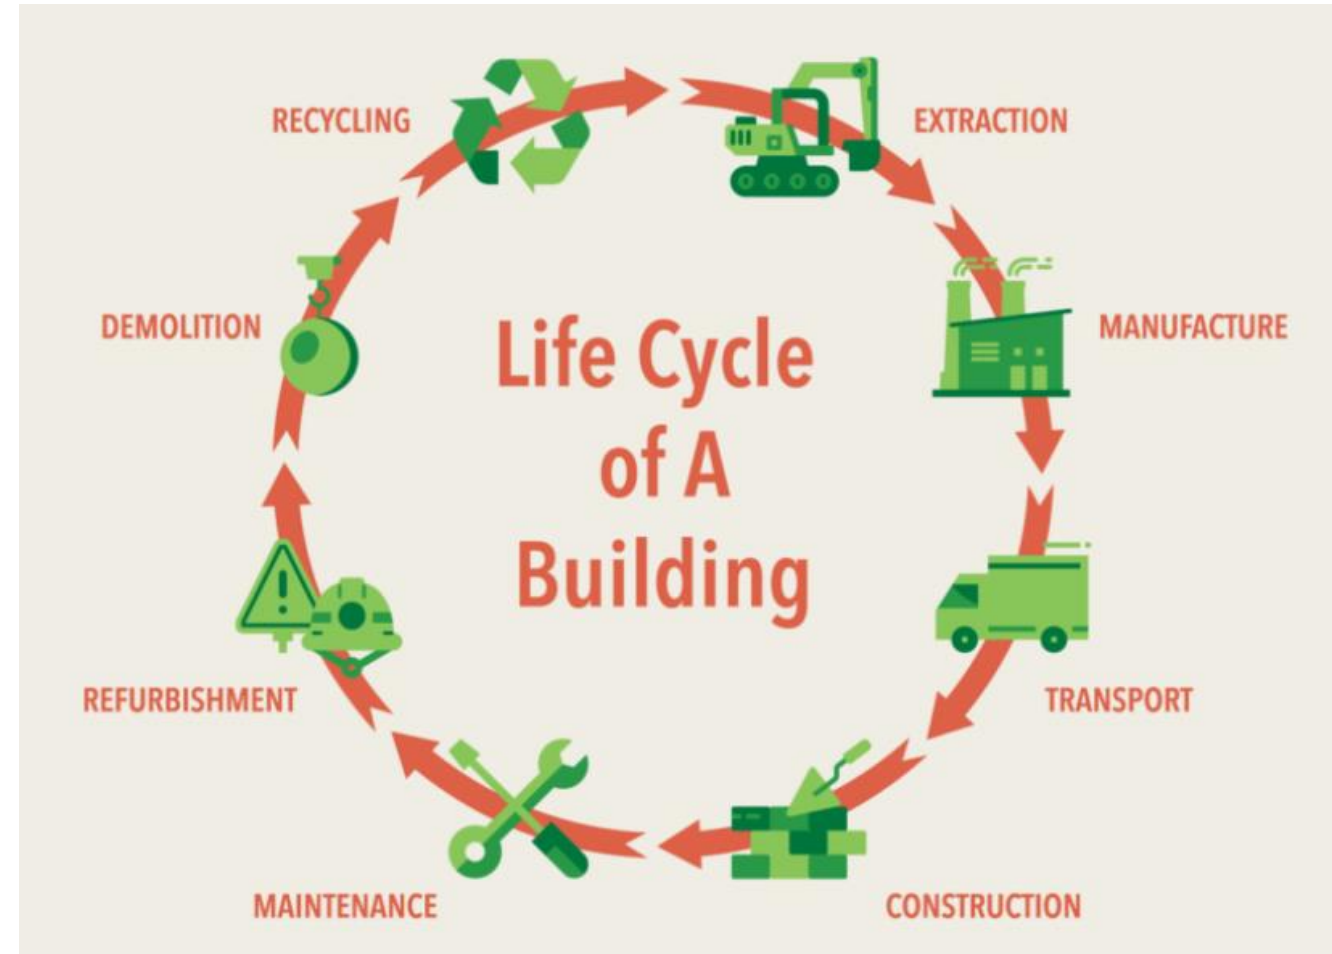 RECYCLING
EXTRACTION
DEMOLITION
MANUFACTURE
Life Cycle
of A
Building
REFURBISHMENT
TRANSPORT
MAINTENANCE
CONSTRUCTION